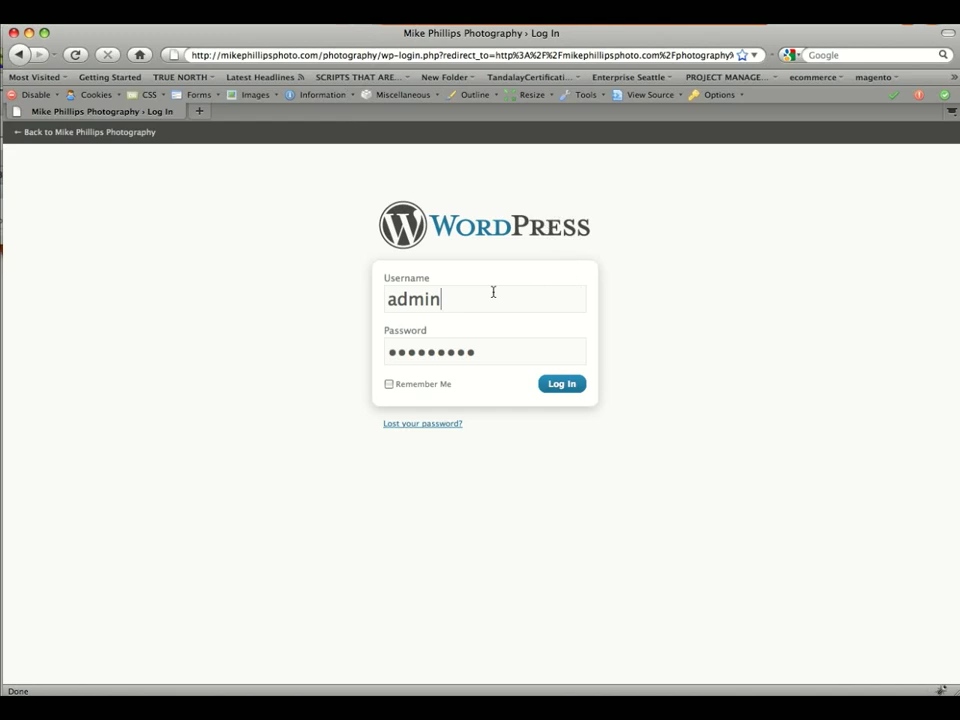 Mike Phillips Photography › Log In
http://mikephillipsphoto.com/photography/wp-login.php?redirect_to=http%3A%2F%2Fmikephillipsphoto.com%2Fphotography%
Google
Most Visited Getting Started TRUE NORTH Latest Headlines SCRIPTS THAT ARE... New Folder TandalayCertificati... Enterprise Seattle PROJECT MANAGE... ecommerce magento »
Disable Cookies CSS Forms Images Information Miscellaneous Outline Resize Tools View Source Options
Mike Phillips Photography › Log In +
← Back to Mike Phillips Photography
WORDPRESS
Username
admin
Password
●●●●●●●●●
Remember Me Log In
Lost your password?
Done